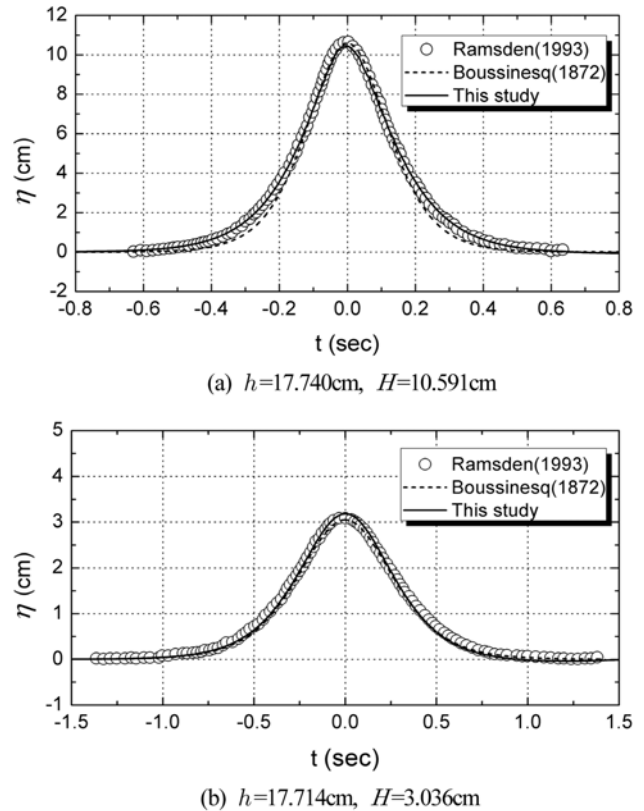 12
10
8
6
4
2
0
-2
η (cm)
Ramsden(1993)
Boussinesq(1872)
This study
-0.8 -0.6 -0.4 -0.2 0.0 0.2 0.4 0.6 0.8
t (sec)
(a) h=17.740cm, H=10.591cm
5
4
3
2
1
0
-1
η (cm)
Ramsden(1993)
Boussinesq(1872)
This study
-1.5 -1.0 -0.5 0.0 0.5 1.0 1.5
t (sec)
(b) h=17.714cm, H=3.036cm